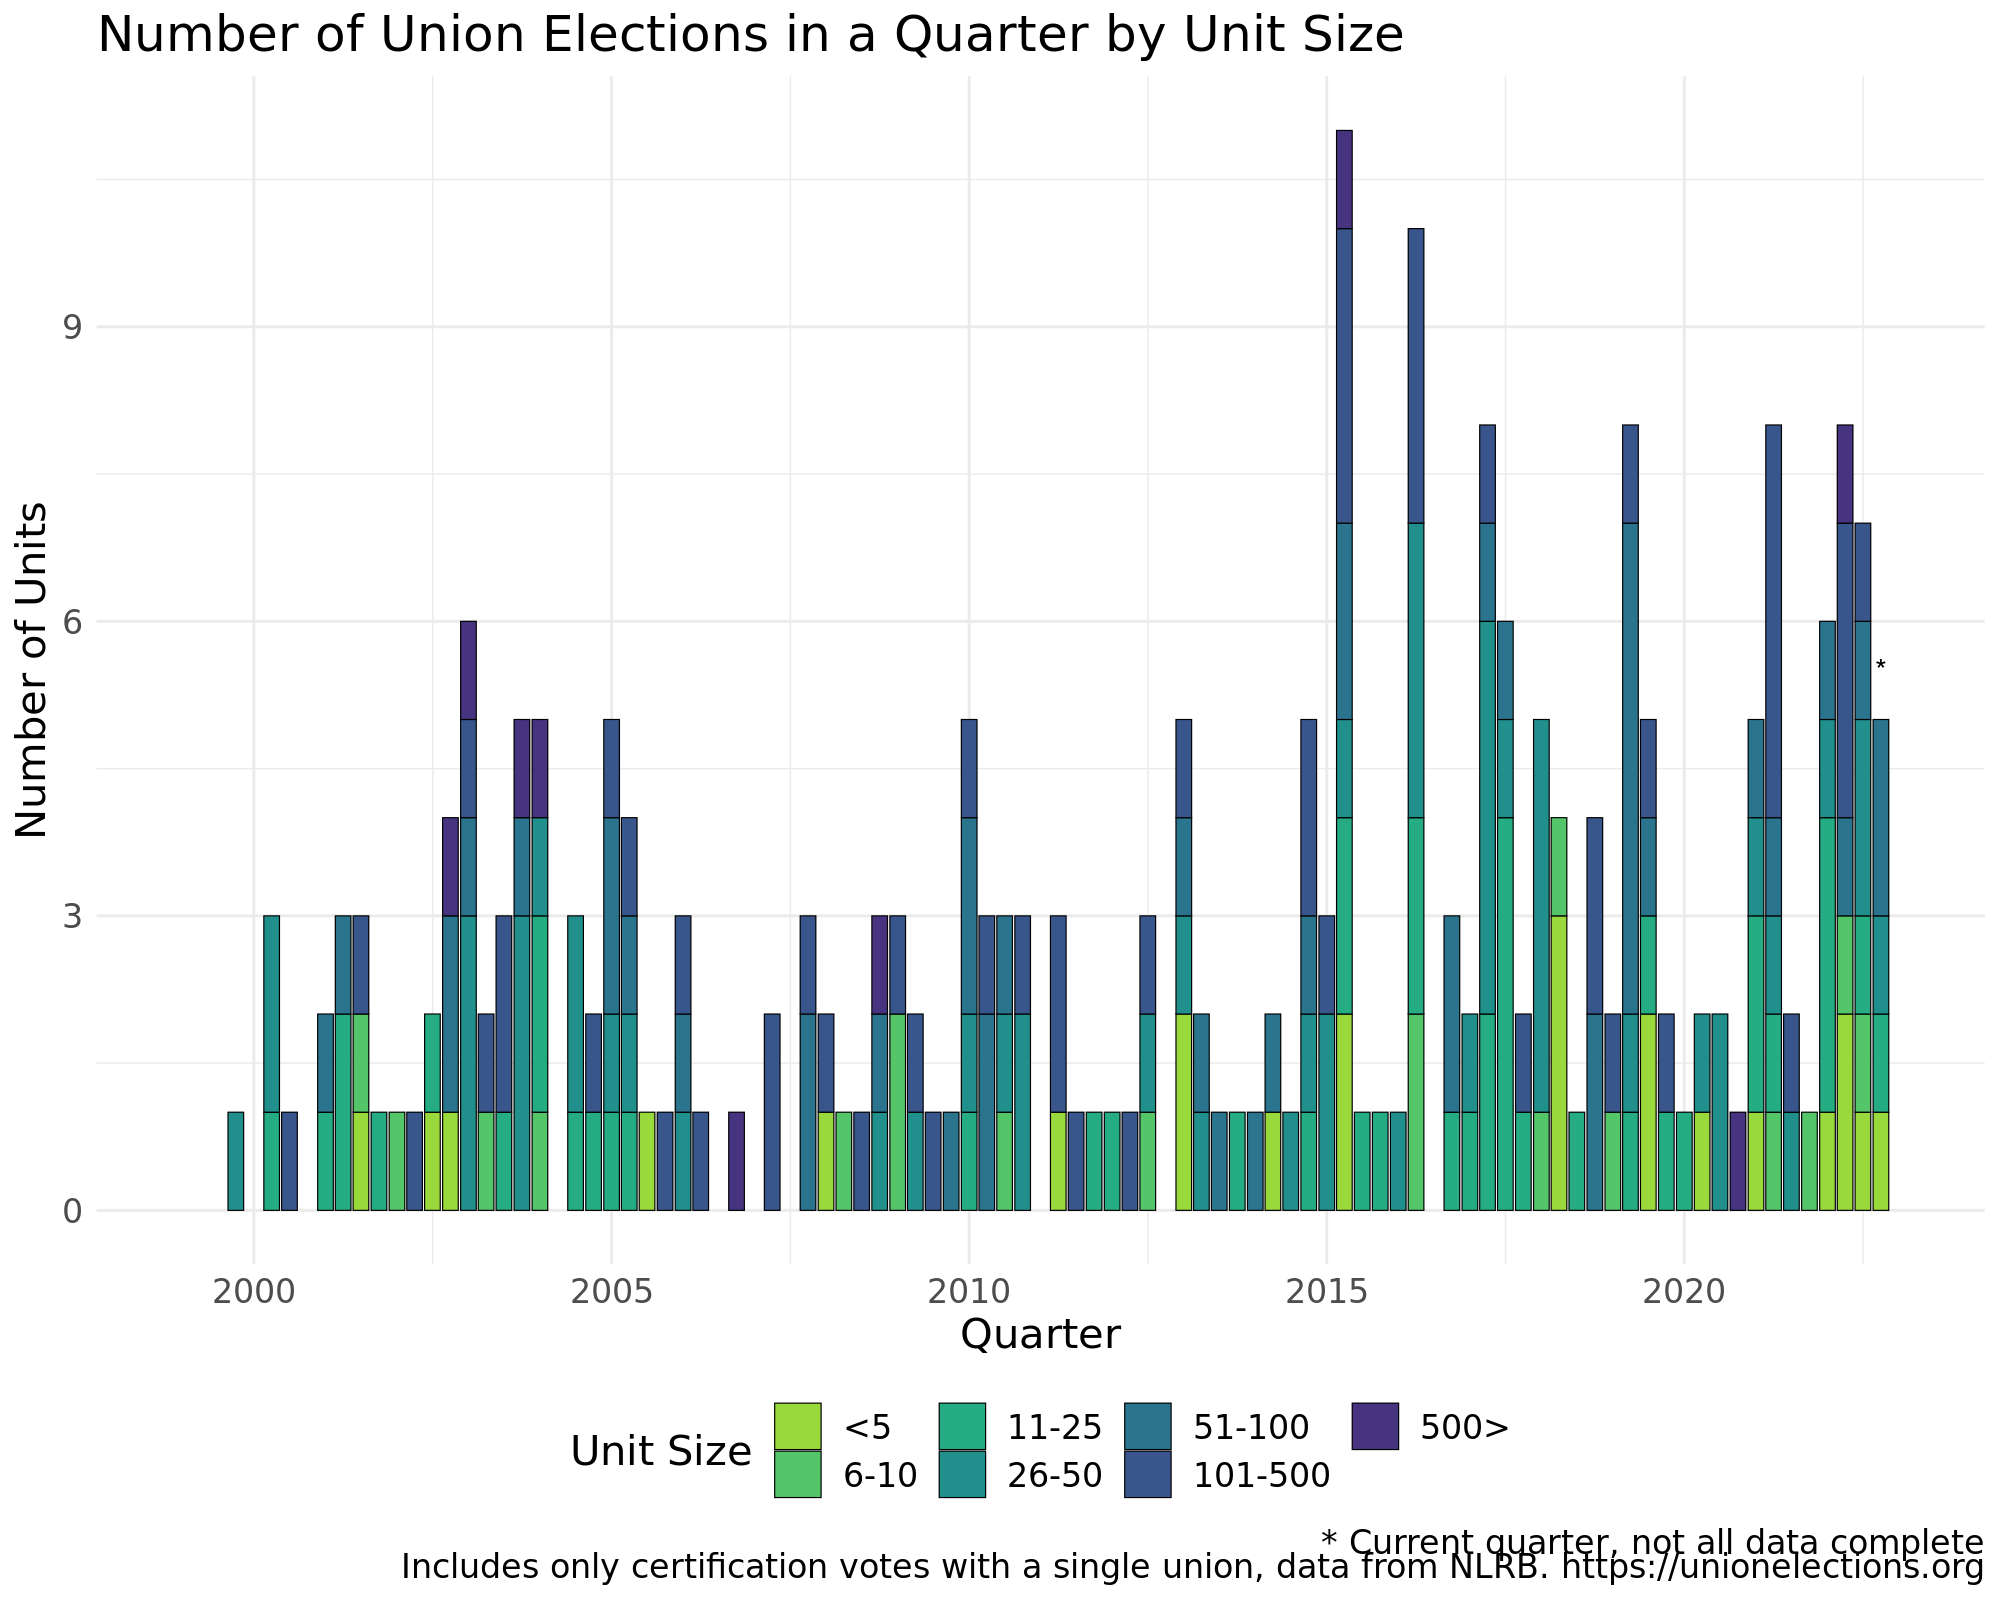 Number of Union Elections in a Quarter by Unit Size
Number of Units
9
6
3
0
*
2000 2005 2010 2015 2020
Quarter
Unit Size
<5 11-25 51-100 500>
6-10 26-50 101-500
* Current quarter, not all data complete
Includes only certification votes with a single union, data from NLRB. https://unionelections.org